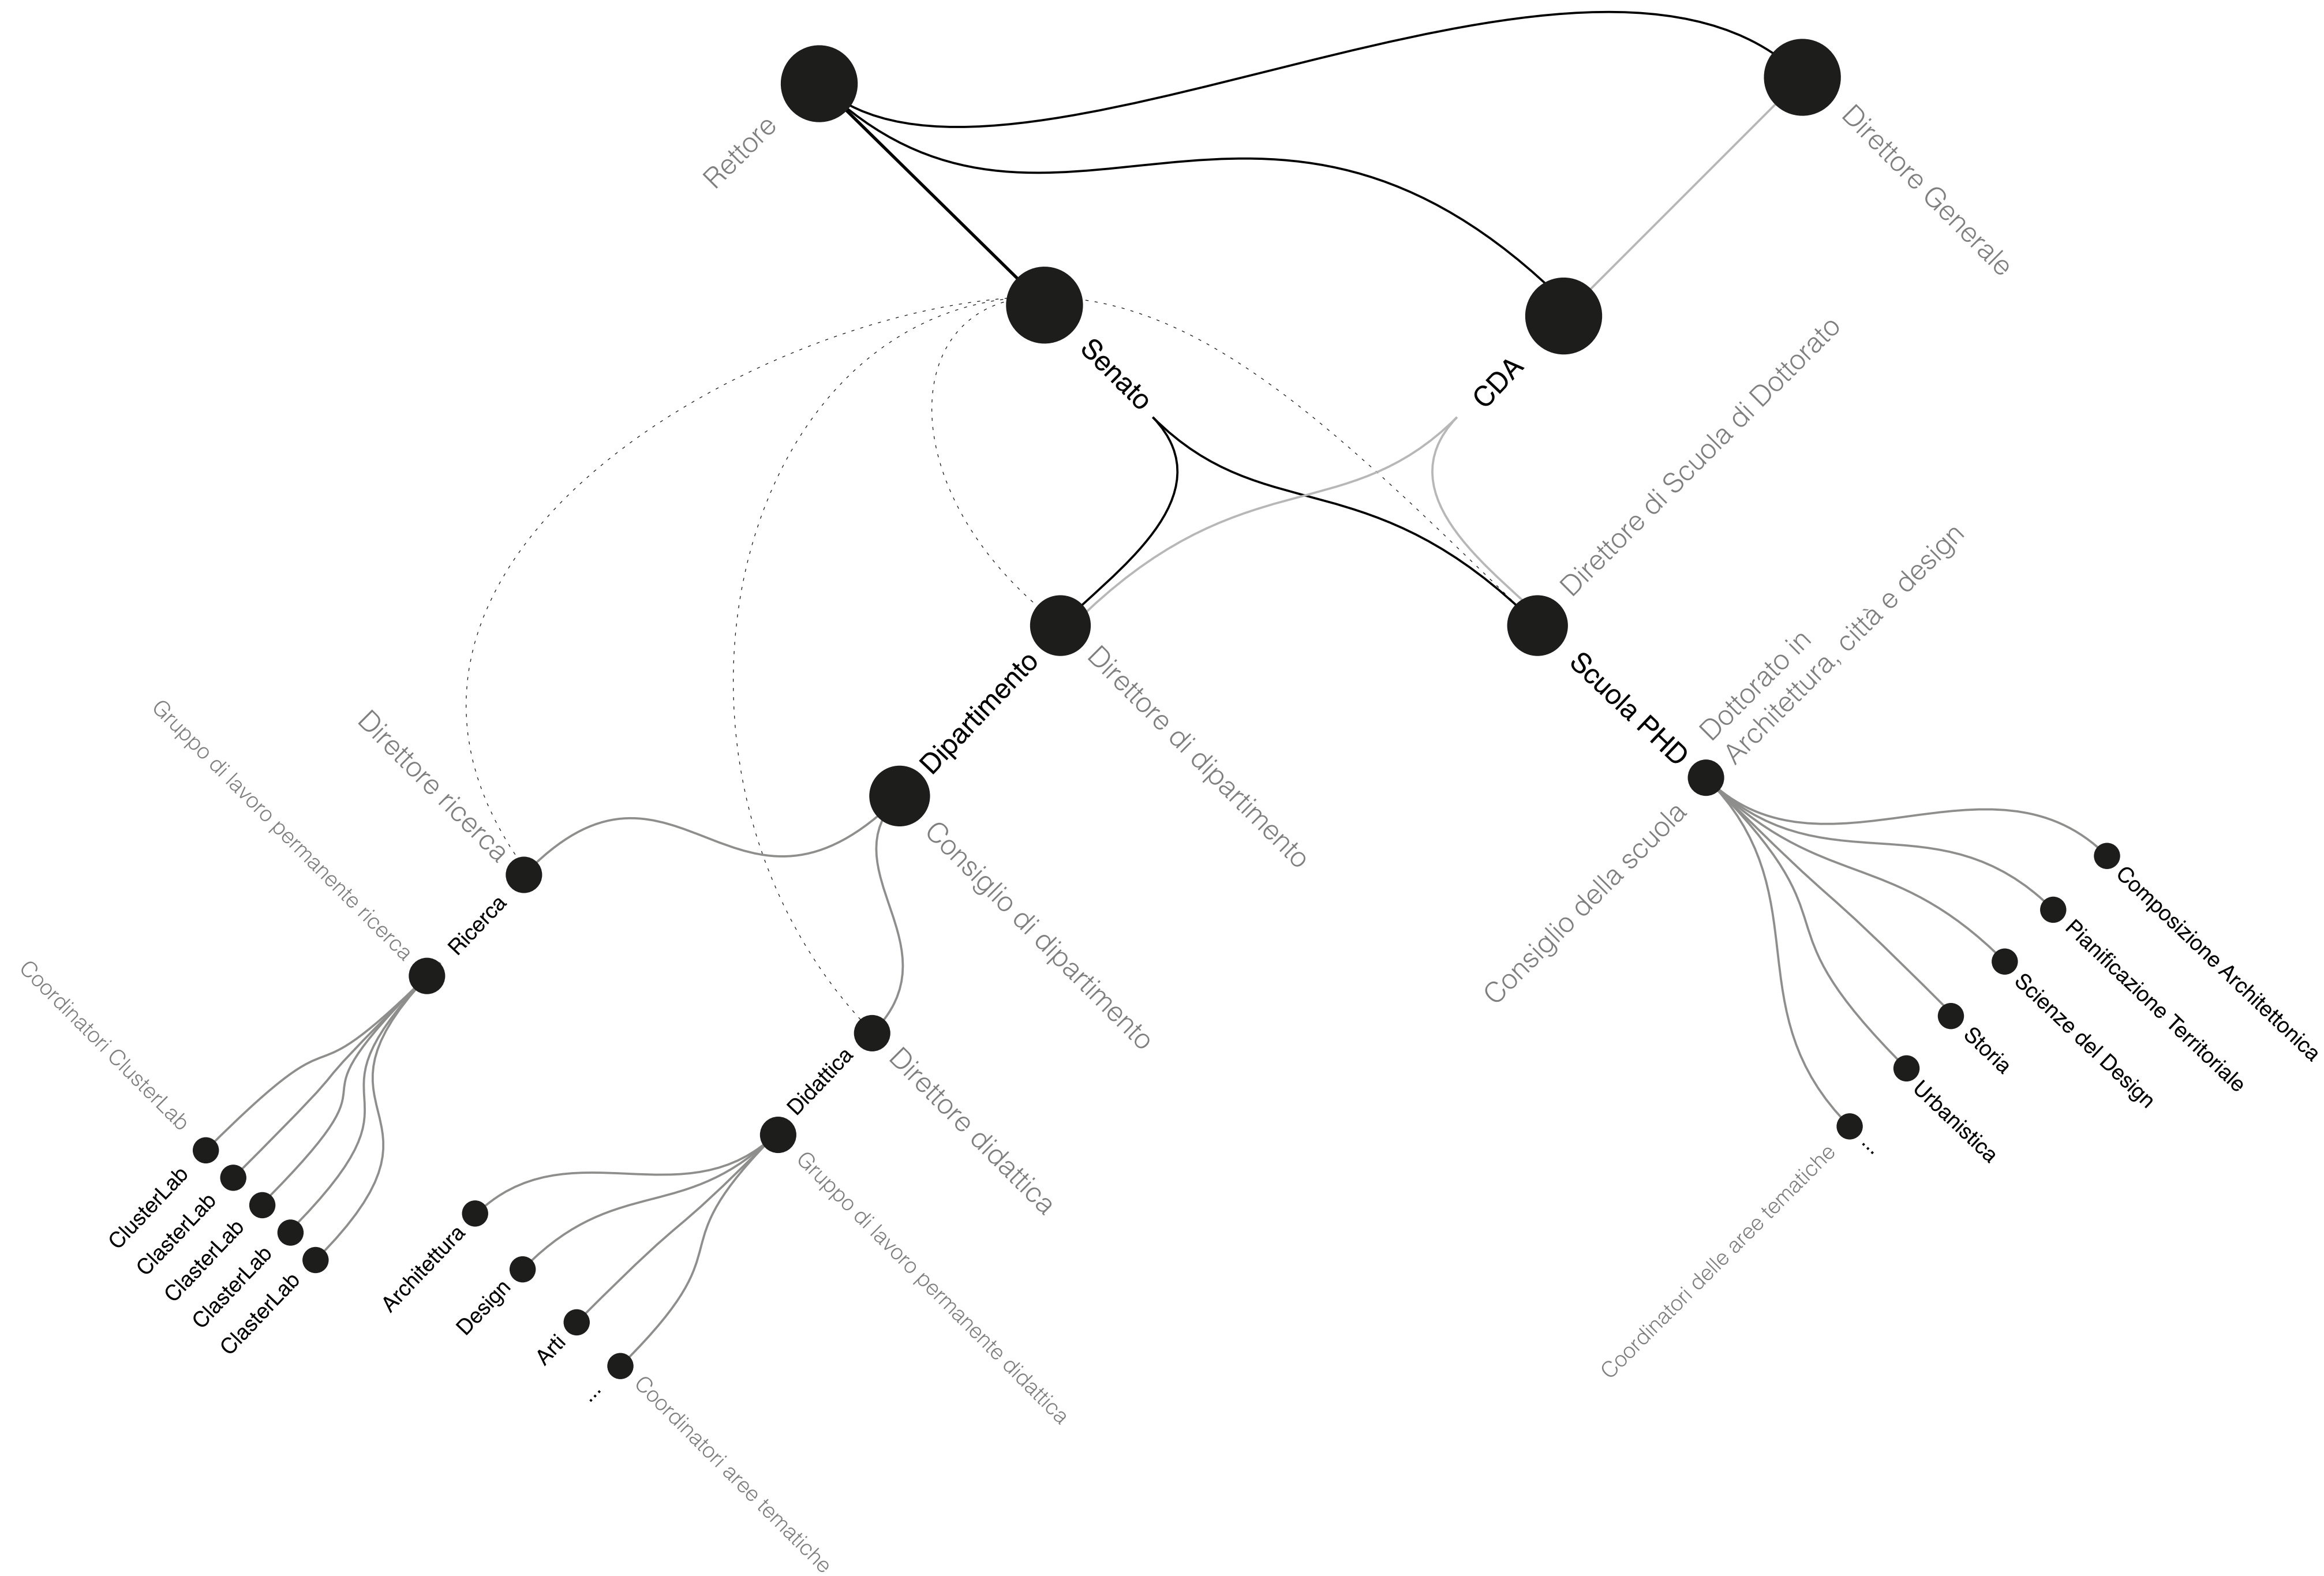 Rettore
Direttore Generale
Senato
CDA
Direttore di Scuola di Dottorato
Dipartimento
Direttore di dipartimento
Scuola PHD
Dottorato in
Architettura, città e design
Consiglio della scuola
Consiglio di dipartimento
Direttore ricerca
Gruppo di lavoro permanente ricerca
Ricerca
Coordinatori ClusterLab
ClusterLab
ClasterLab
ClasterLab
ClasterLab
ClasterLab
Didattica
Direttore didattica
Gruppo di lavoro permanente didattica
Architettura
Design
Arti
...
Coordinatori aree tematiche
Composizione Architettonica
Pianificazione Territoriale
Scienze del Design
Storia
Urbanistica
...
Coordinatori delle aree tematiche